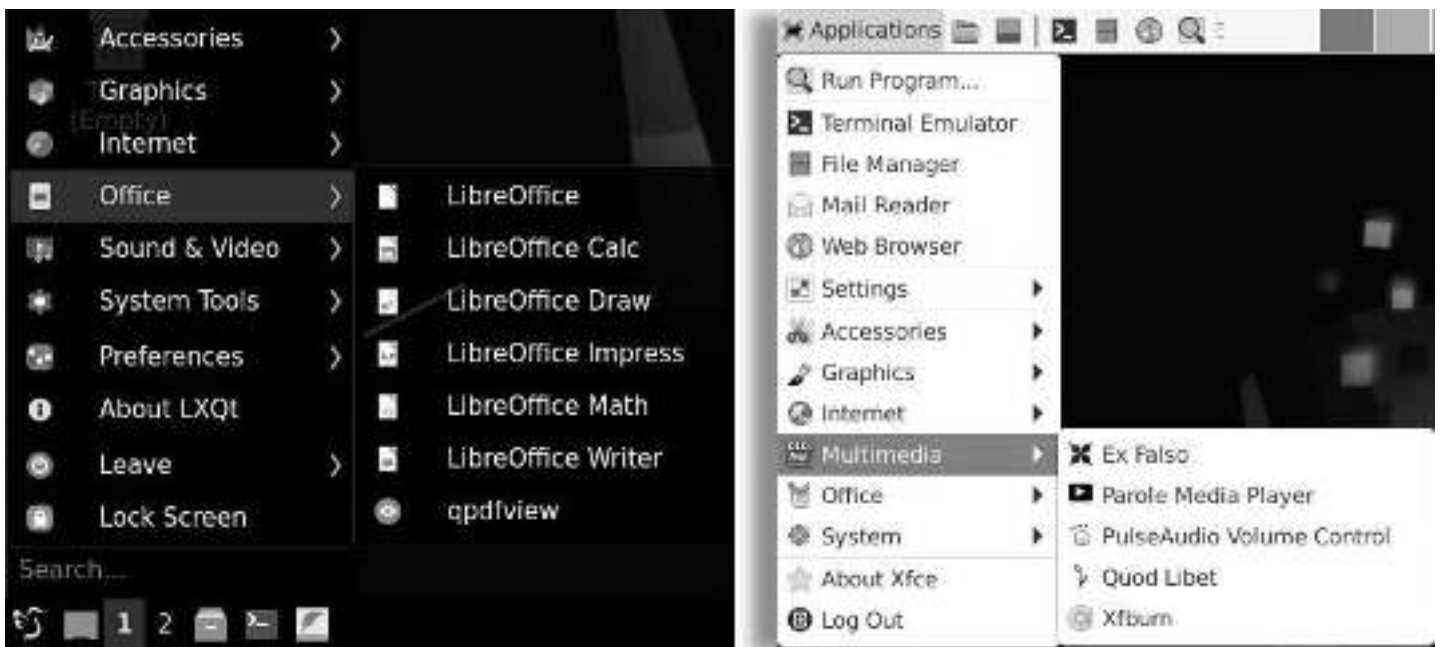 Accessories
Graphics
(Empty)
Internet
Office
Sound & Video
System Tools
Preferences
About LXQt
Leave
Lock Screen
Search...
1 2
LibreOffice
LibreOffice Calc
LibreOffice Draw
LibreOffice Impress
LibreOffice Math
LibreOffice Writer
qpdfview
Applications
Run Program...
Terminal Emulator
File Manager
Mail Reader
Web Browser
Settings
Accessories
Graphics
Internet
Multimedia
Office
System
About Xfce
Log Out
Ex Falso
Parole Media Player
PulseAudio Volume Control
Quod Libet
Xfburn